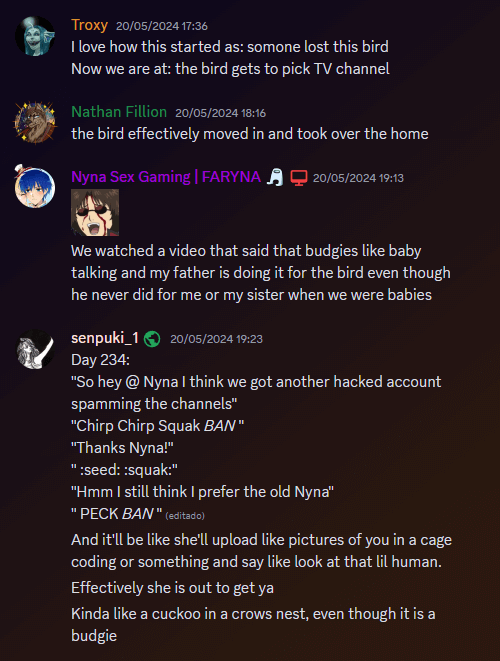 Troxy 20/05/2024 17:36
I love how this started as: somone lost this bird
Now we are at: the bird gets to pick TV channel
Nathan Fillion 20/05/2024 18:16
the bird effectively moved in and took over the home
Nyna Sex Gaming | FARYNA 20/05/2024 19:13
We watched a video that said that budgies like baby
talking and my father is doing it for the bird even though
he never did for me or my sister when we were babies
senpuki_1 20/05/2024 19:23
Day 234:
"So hey @ Nyna I think we got another hacked account
spamming the channels"
"Chirp Chirp Squak BAN "
"Thanks Nyna!"
" :seed: :squak:"
"Hmm I still think I prefer the old Nyna"
" PECK BAN " (editado)
And it'll be like she'll upload like pictures of you in a cage
coding or something and say like look at that lil human.
Effectively she is out to get ya
Kinda like a cuckoo in a crows nest, even though it is a
budgie